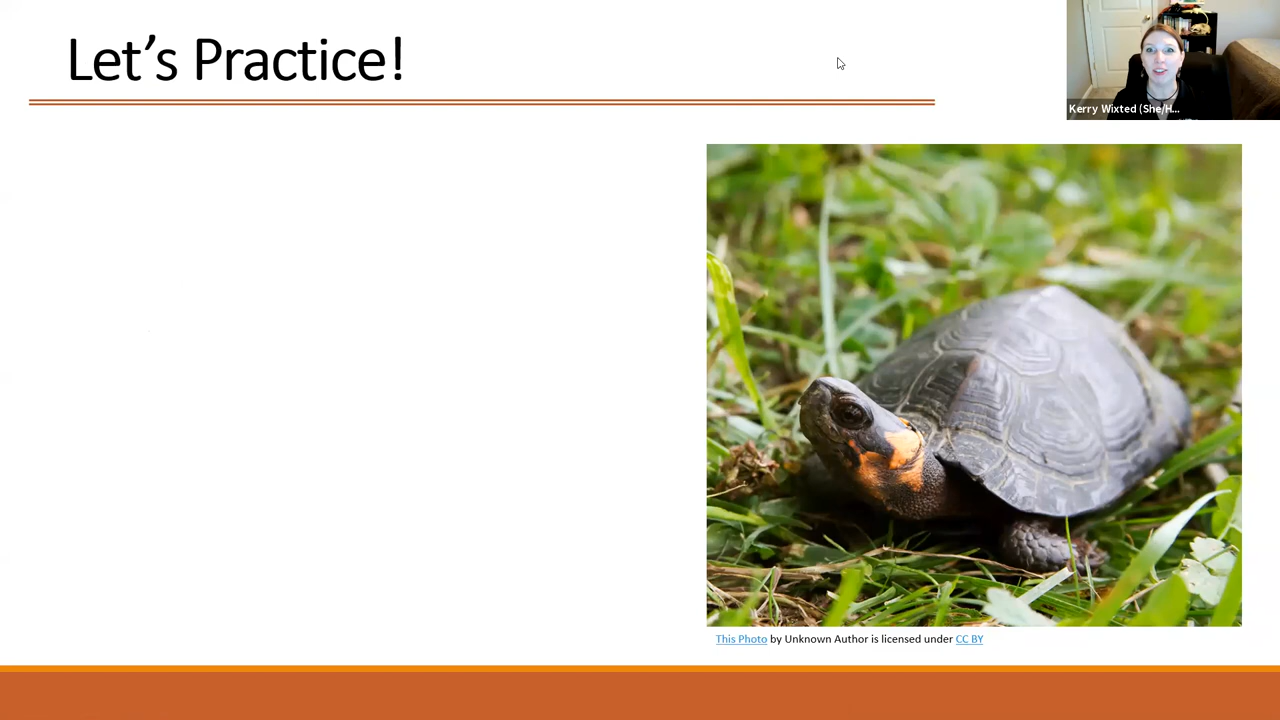 Let's Practice!
Kerry Wixted (She/H...
This Photo by Unknown Author is licensed under CC BY